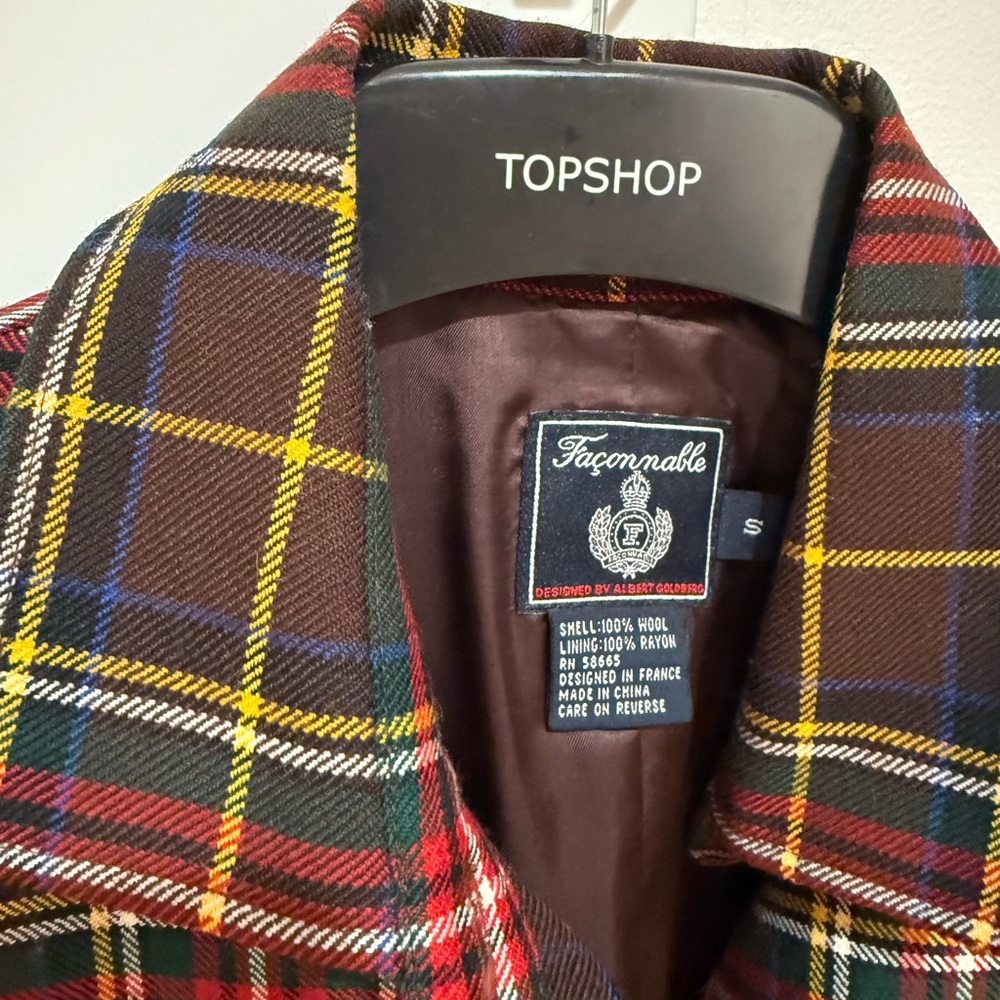 TOPSHOP
Façonnable
F.
FAÇONNABLE
DESIGNED BY ALBERT GOLDBERG
S
SHELL:100% WOOL
LINING:100% RAYON
RN 58665
DESIGNED IN FRANCE
MADE IN CHINA
CARE ON REVERSE